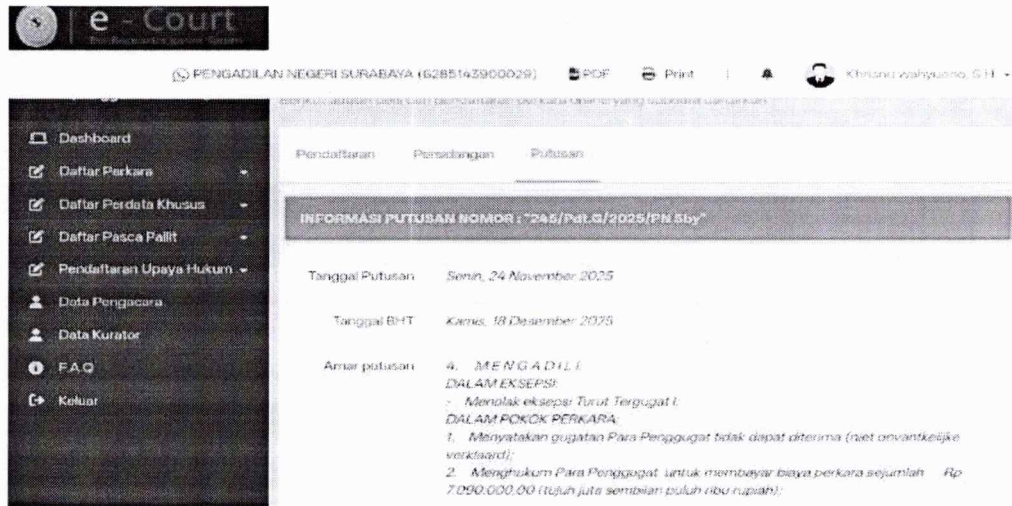 e - Court
PENGADILAN NEGERI SURABAYA (6285143900029) PDF Print Khrisnu wahyuono, S.H.
Dashboard
Daftar Perkara
Daftar Perdata Khusus
Daftar Pasca Pailit
Pendaftaran Upaya Hukum
Data Pengacara
Data Kurator
F.A.Q
Keluar
Pendaftaran Persidangan Putusan
INFORMASI PUTUSAN NOMOR : "245/Pdt.G/2025/PN.Sby"
Tanggal Putusan Senin, 24 November 2025
Tanggal BHT Kamis, 18 Desember 2025
Amar putusan 4. M E N G A D I L I:
DALAM EKSEPSI:
- Menolak eksepsi Turut Tergugat I;
DALAM POKOK PERKARA;
1. Menyatakan gugatan Para Penggugat tidak dapat diterima (niet onvantkelijke
verklaard);
2. Menghukum Para Penggugat untuk membayar biaya perkara sejumlah Rp
7.090.000,00 (tujuh juta sembilan puluh ribu rupiah);